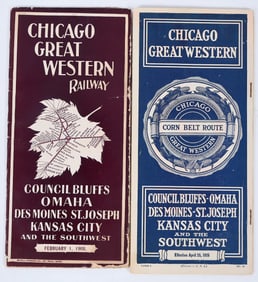 CHICAGO
GREAT
WESTERN
RAILWAY
COUNCIL BLUFFS
OMAHA
DES MOINES ST. JOSEPH
KANSAS CITY
AND THE SOUTHWEST
CHICAGO
GREAT WESTERN
CHICAGO
CORN BELT ROUTE
GREAT WESTERN
COUNCIL BLUFFS-OMAHA
DES MOINES-ST. JOSEPH
KANSAS CITY
AND THE
SOUTHWEST